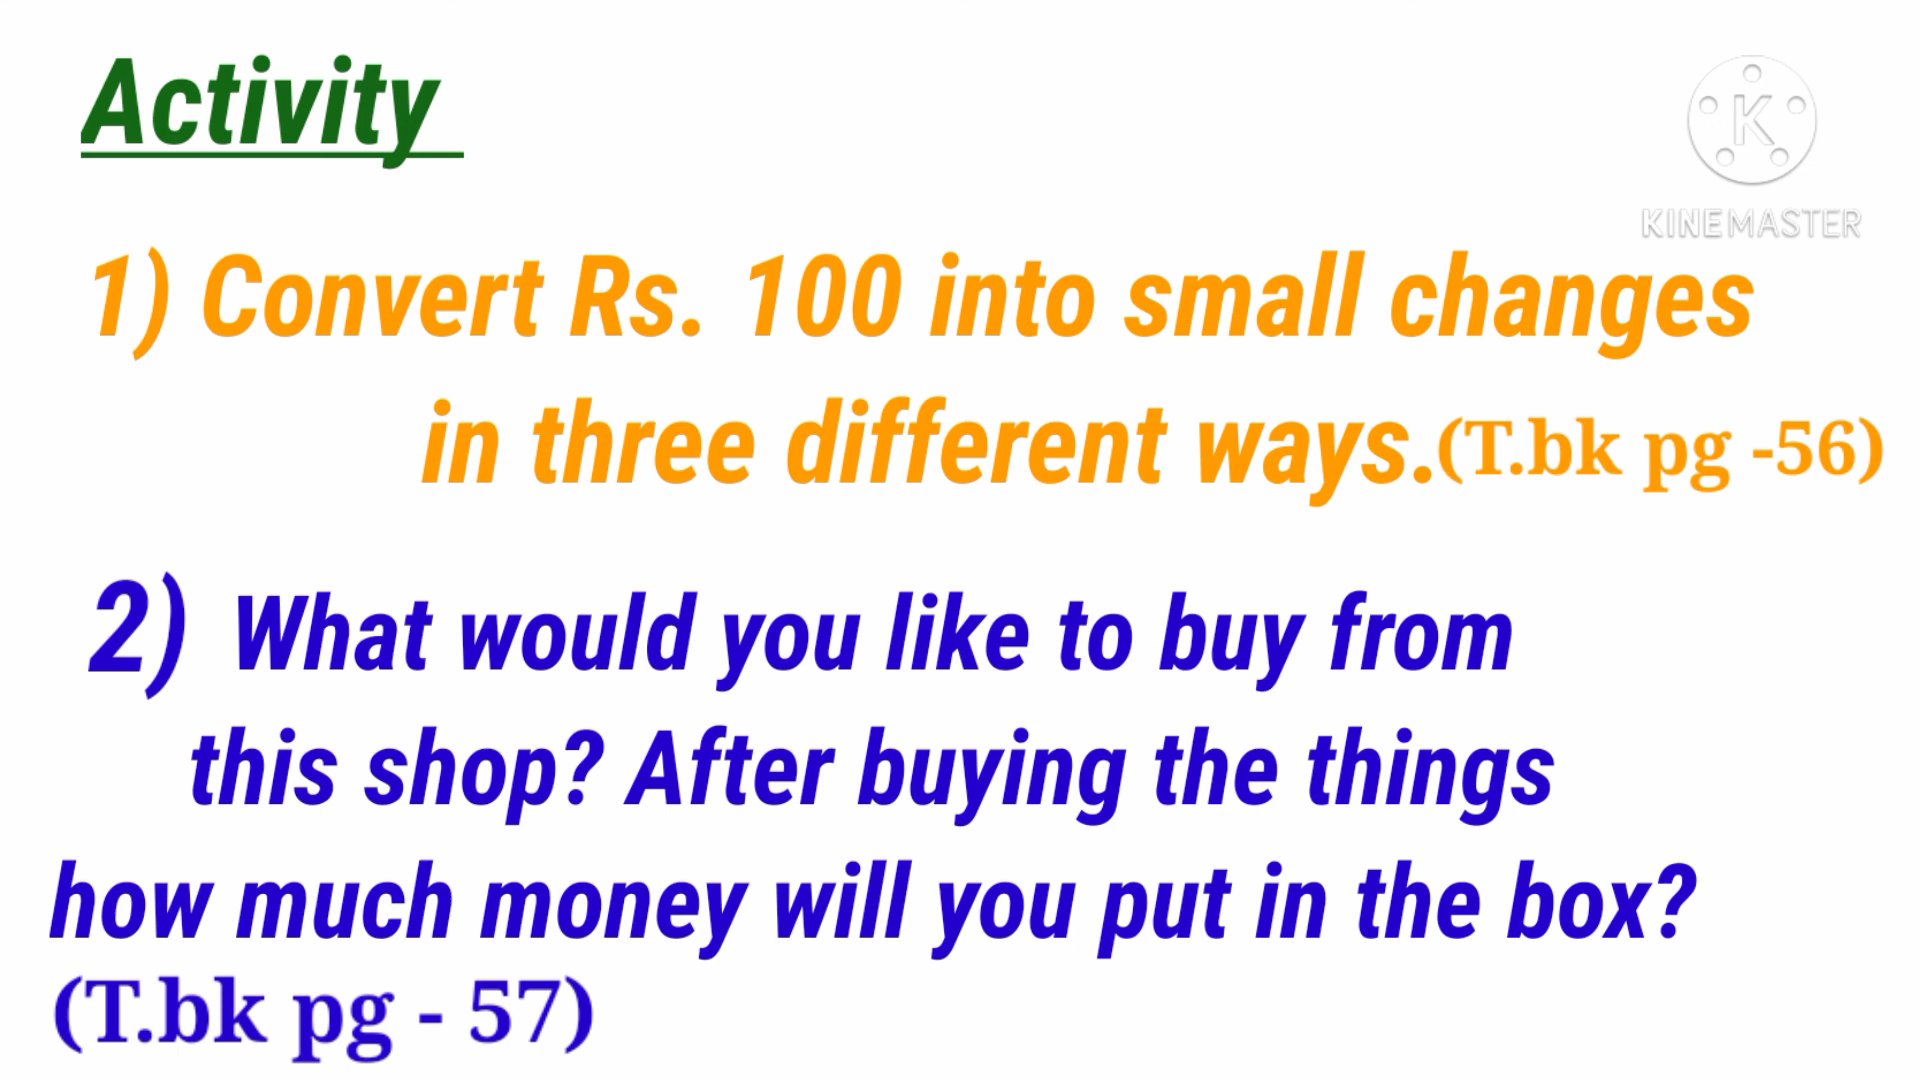 Activity
KINEMASTER
1) Convert Rs. 100 into small changes
in three different ways.(T.bk pg -56)
2) What would you like to buy from
this shop? After buying the things
how much money will you put in the box?
(T.bk pg - 57)